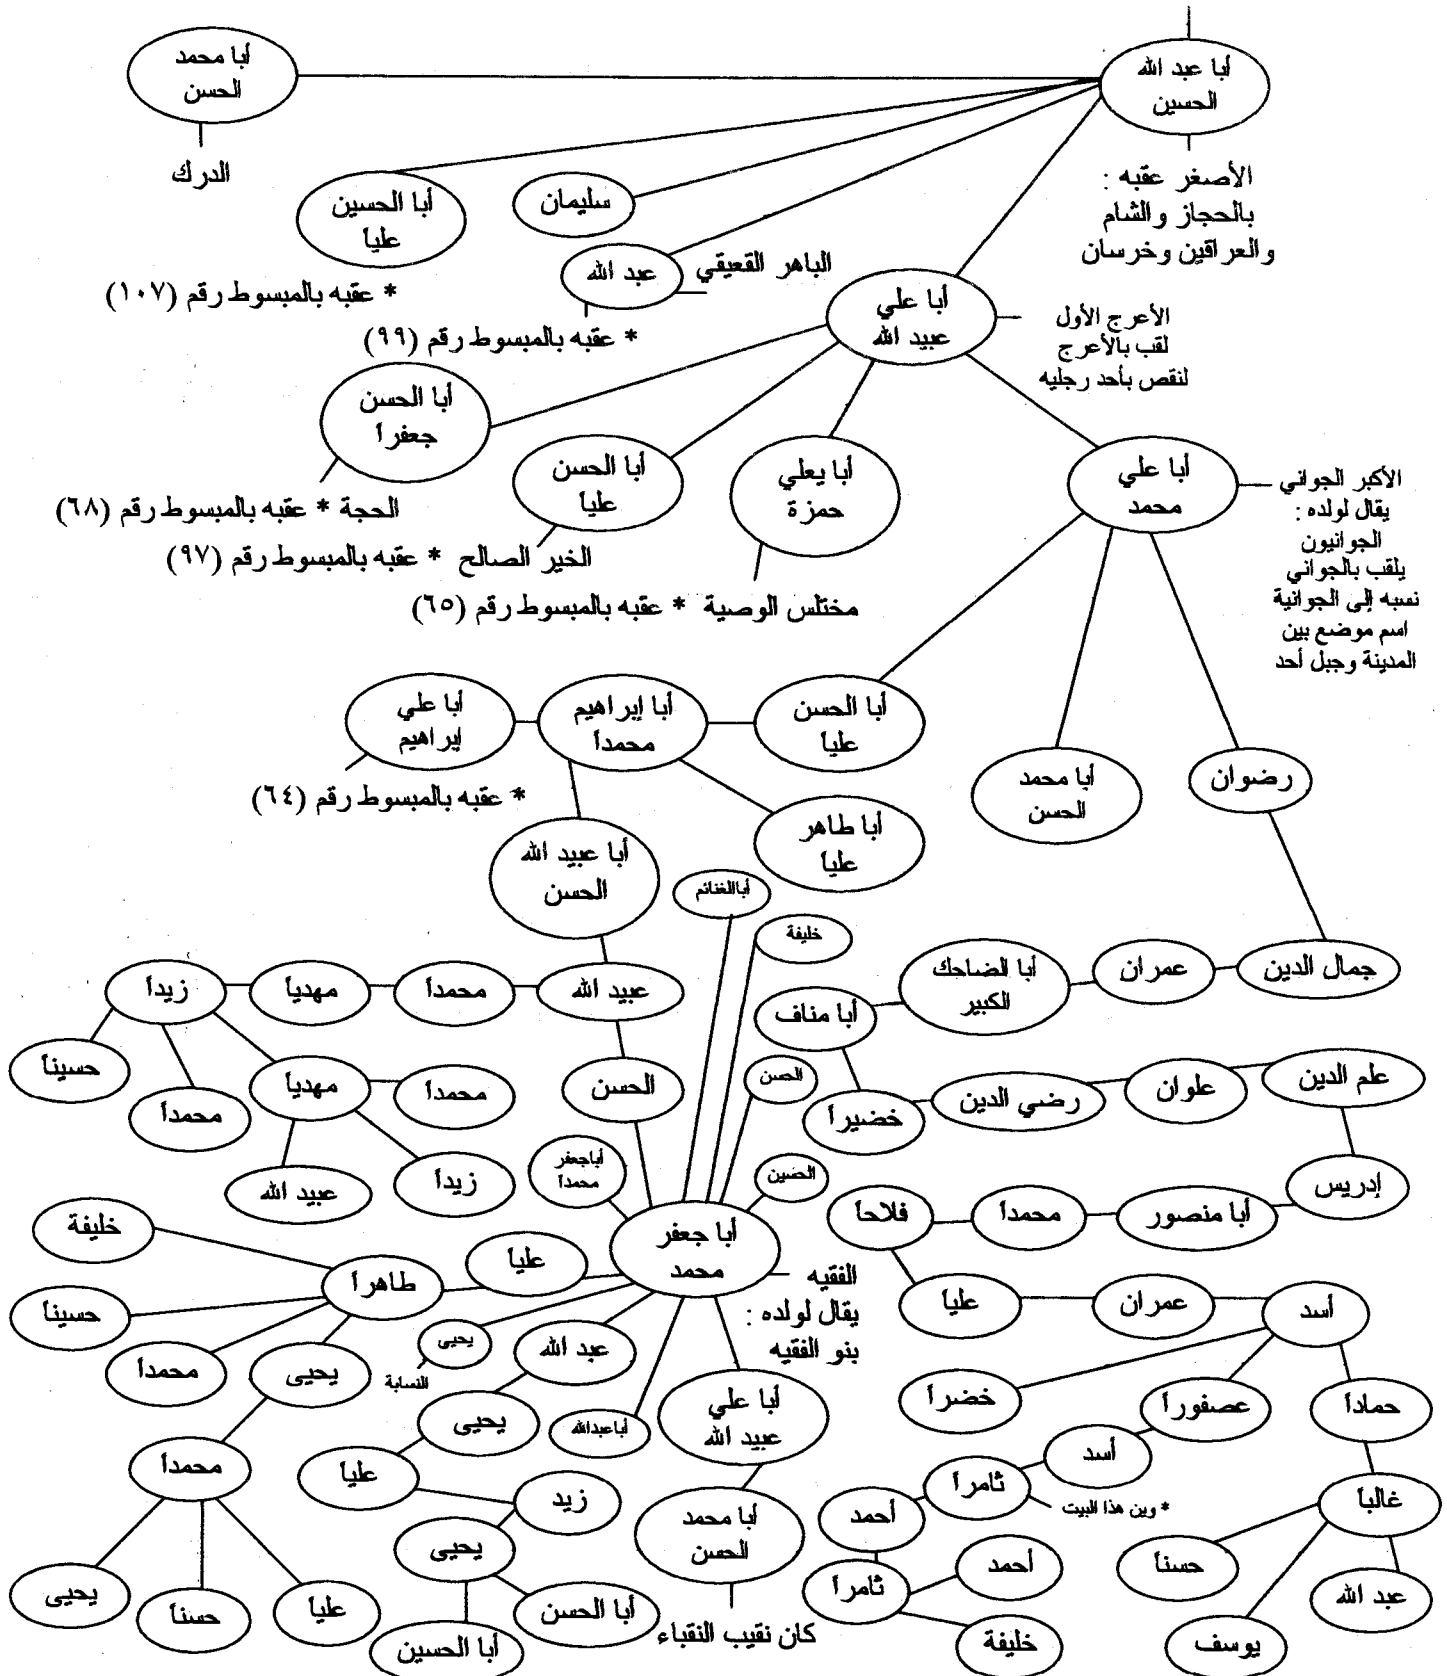 أبا عبد الله
الحسين
أبا محمد
الحسن
الدرك
الأصغر عقبه :
بالحجاز والشام
والعراقين وخرسان
أبا الحسين
عليا
* عقبه بالمبسوط رقم (١٠٧)
سليمان
عبد الله
الباهر القعيقي
* عقبه بالمبسوط رقم (٩٩)
أبا علي
عبيد الله
الأعرج الأول
لقب بالأعرج
لنقص بأحد رجليه
أبا الحسن
جعفرا
الحجة * عقبه بالمبسوط رقم (٦٨)
أبا الحسن
عليا
الخير الصالح * عقبه بالمبسوط رقم (٩٧)
أبا يعلي
حمزة
مختلس الوصية * عقبه بالمبسوط رقم (٦٥)
أبا علي
محمد
الأكبر الجواني
يقال لولده :
الجوانيون
يلقب بالجواني
نسبه إلى الجوانية
اسم موضع بين
المدينة وجبل أحد
أبا الحسن
عليا
أبا إبراهيم
محمدا
أبا علي
إبراهيم
* عقبه بالمبسوط رقم (٦٤)
أبا محمد
الحسن
رضوان
أبا طاهر
عليا
أبا عبيد الله
الحسن
أبا الغنائم
خليفة
جمال الدين
عمران
أبا الضاحك
الكبير
أبا مناف
عبيد الله
محمدا
مهديا
زيدا
حسينا
محمدا
مهديا
محمدا
زيدا
عبيد الله
الحسن
الحسن
علم الدين
علوان
رضي الدين
خضيرا
أبا جعفر
محمدا
الحسين
إدريس
أبا منصور
محمدا
فلاحا
أبا جعفر
محمد
الفقيه
يقال لولده :
بنو الفقيه
عليا
طاهرا
خليفة
حسينا
محمدا
يحيى
يحيى
النسابة
عبد الله
عليا
عمران
أسد
خضرا
عصفورا
حمادا
أبا علي
عبيد الله
أبا عبدالله
يحيى
عليا
محمدا
زيد
يحيى
أبا الحسن
أبا الحسين
يحيى
حسنا
عليا
أبا محمد
الحسن
كان نقيب النقباء
أسد
ثامرا
* وين هذا البيت
أحمد
ثامرا
أحمد
خليفة
غالبا
حسنا
يوسف
عبد الله